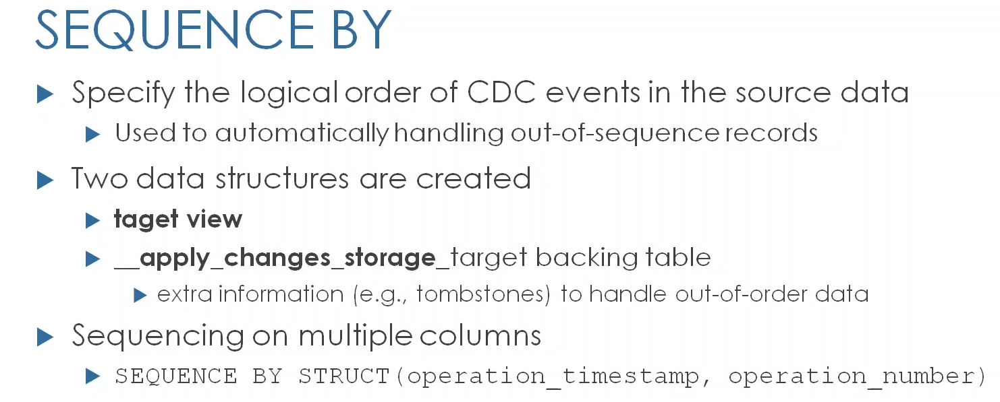 SEQUENCE BY
Specify the logical order of CDC events in the source data
Used to automatically handling out-of-sequence records
Two data structures are created
taget view
__apply_changes_storage_target backing table
extra information (e.g., tombstones) to handle out-of-order data
Sequencing on multiple columns
SEQUENCE BY STRUCT(operation_timestamp, operation_number)